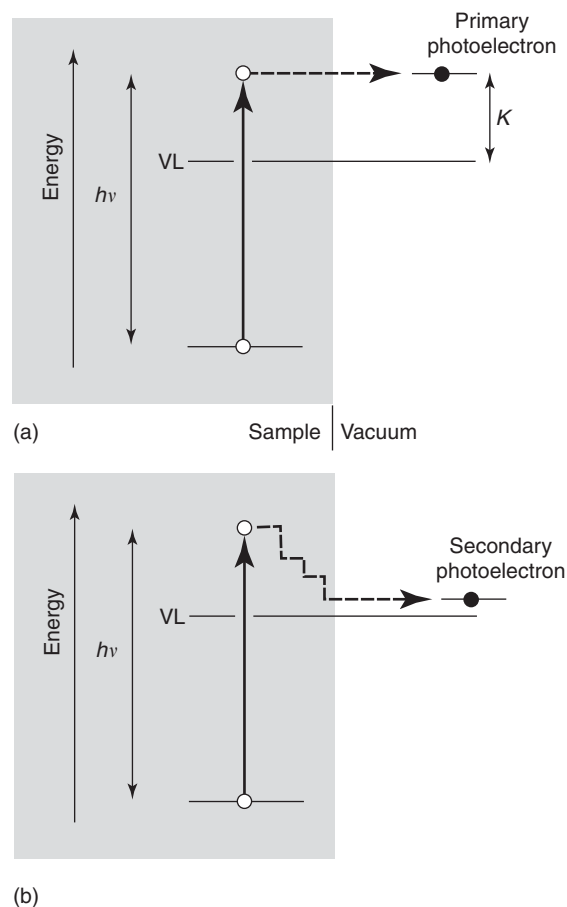 Primary
photoelectron
K
VL
Energy
hν
(a)
Sample
Vacuum
Secondary
photoelectron
VL
Energy
hν
(b)